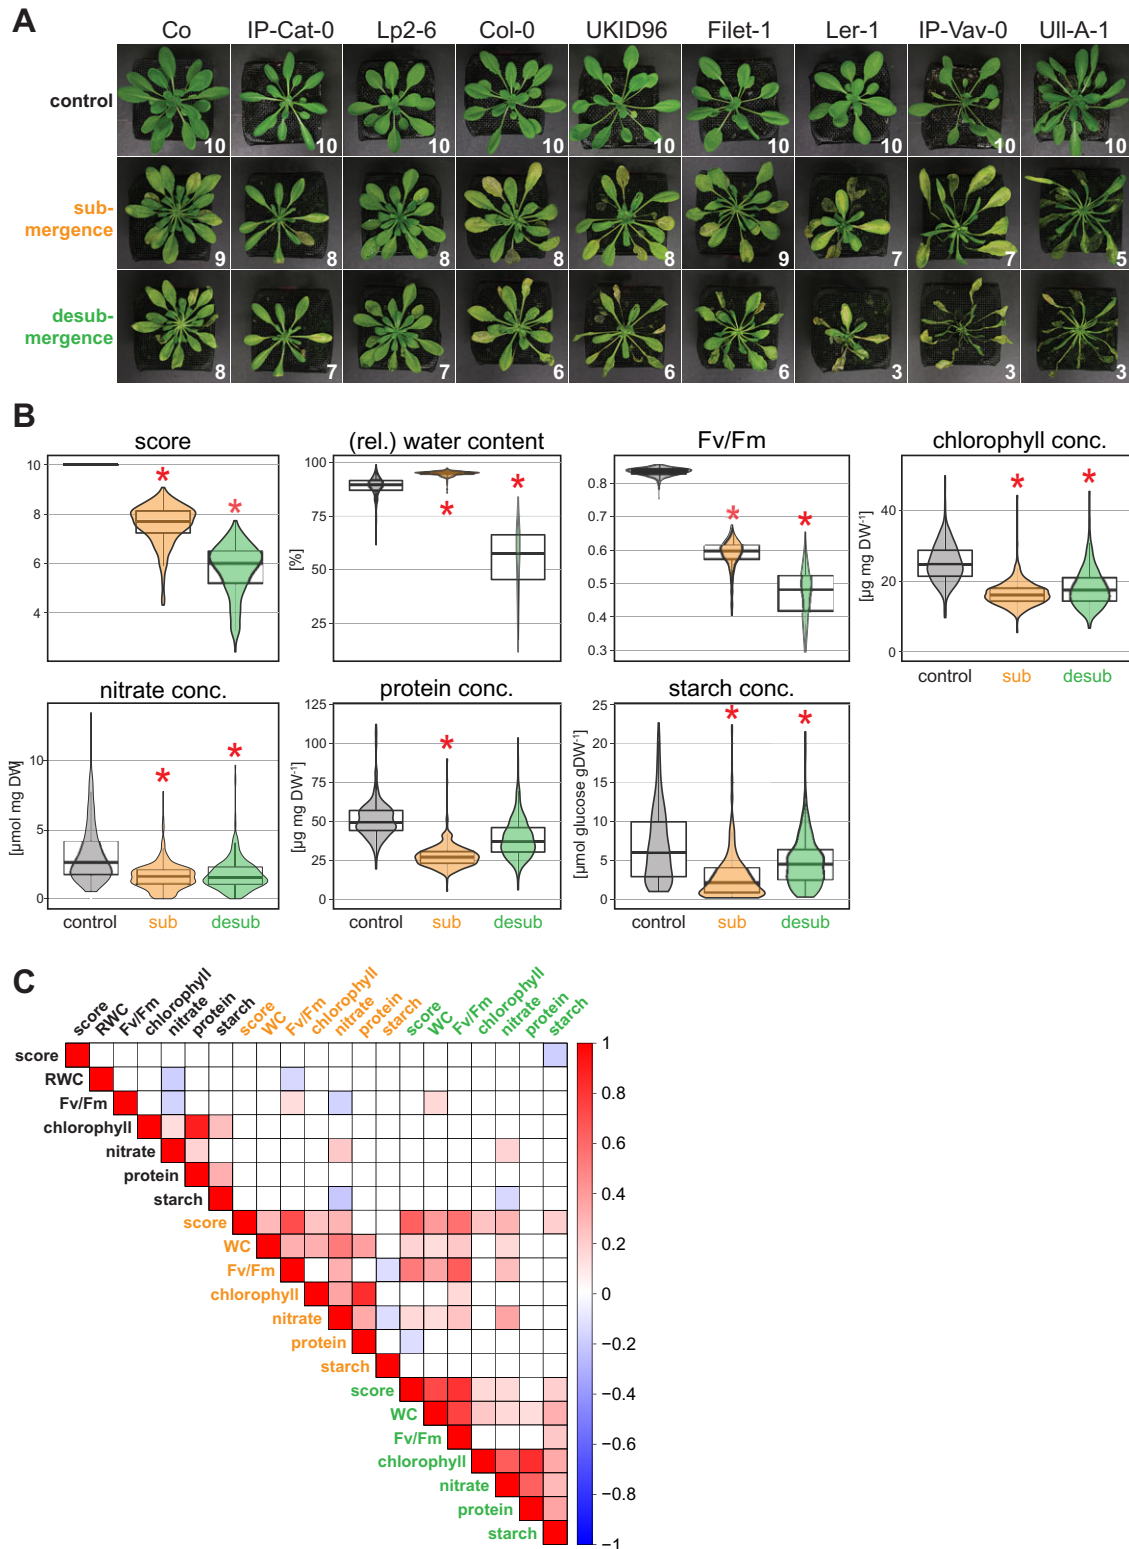 A
Co IP-Cat-0 Lp2-6 Col-0 UKID96 Filet-1 Ler-1 IP-Vav-0 Ull-A-1
control
10 10 10 10 10 10 10 10 10
sub-
mergence
9 8 8 8 8 9 7 7 5
desub-
mergence
8 7 7 6 6 6 3 3 3
B
score (rel.) water content Fv/Fm chlorophyll conc.
10
8
6
4
*
*
[%]
100
75
50
25
*
*
0.8
0.7
0.6
0.5
0.4
0.3
*
*
[µg mg DW-1]
40
20
0
*
*
control sub desub
nitrate conc. protein conc. starch conc.
[µmol mg DW]
10
5
0
*
*
control sub desub
[µg mg DW-1]
125
100
75
50
25
0
*
control sub desub
[µmol glucose gDW-1]
25
20
15
10
5
0
*
*
control sub desub
C
score RWC Fv/Fm chlorophyll nitrate protein starch score WC Fv/Fm chlorophyll nitrate protein starch score WC Fv/Fm chlorophyll nitrate protein starch
score
RWC
Fv/Fm
chlorophyll
nitrate
protein
starch
score
WC
Fv/Fm
chlorophyll
nitrate
protein
starch
score
WC
Fv/Fm
chlorophyll
nitrate
protein
starch
1
0.8
0.6
0.4
0.2
0
−0.2
−0.4
−0.6
−0.8
−1